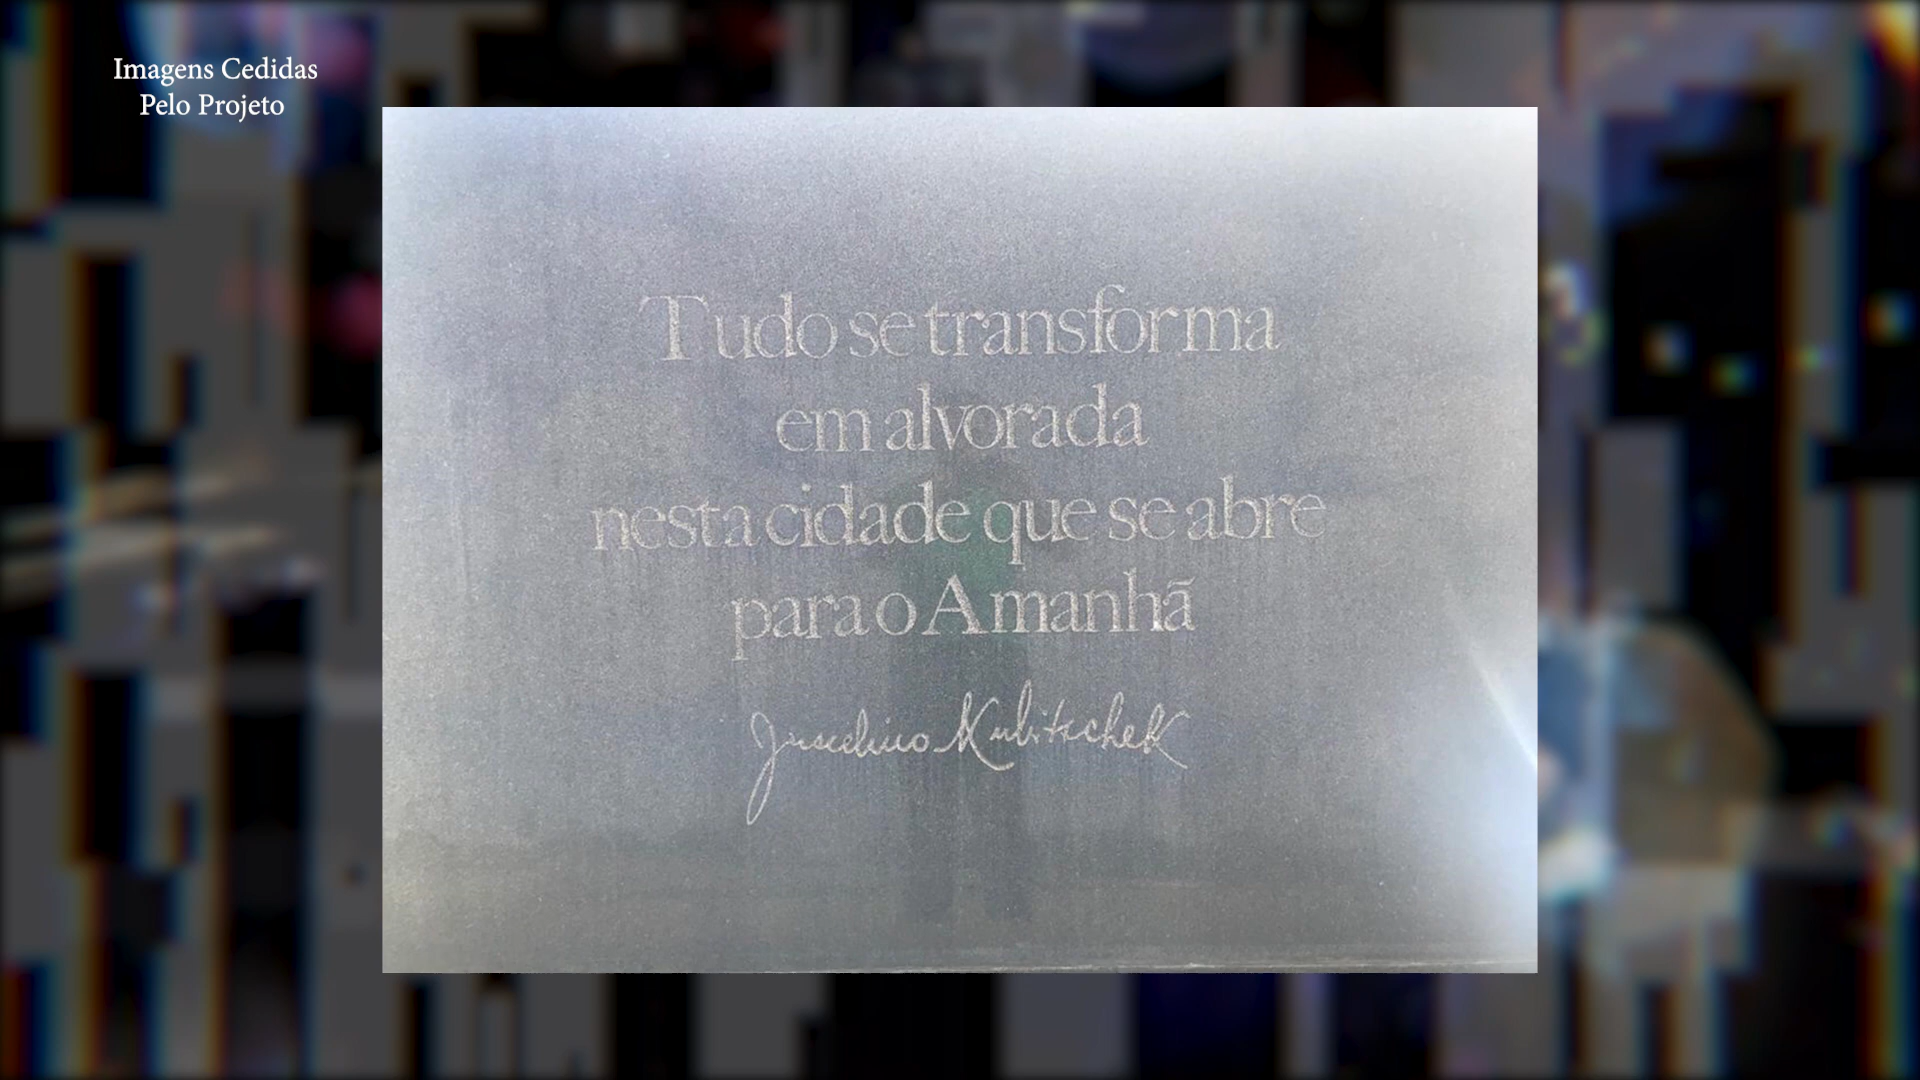 Imagens Cedidas
Pelo Projeto
Tudo se transforma
em alvorada
nesta cidade que se abre
para o Amanhã
Juscelino Kubitschek